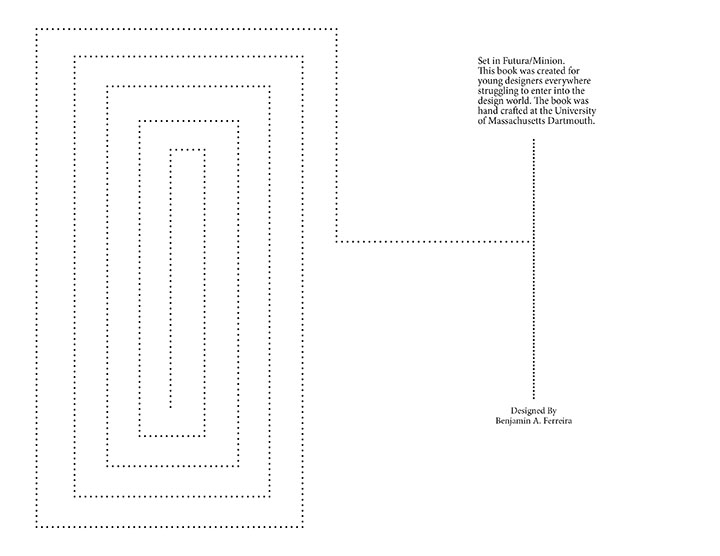 Set in Futura/Minion.
This book was created for
young designers everywhere
struggling to enter into the
design world. The book was
hand crafted at the University
of Massachusetts Dartmouth.
Designed By
Benjamin A. Ferreira